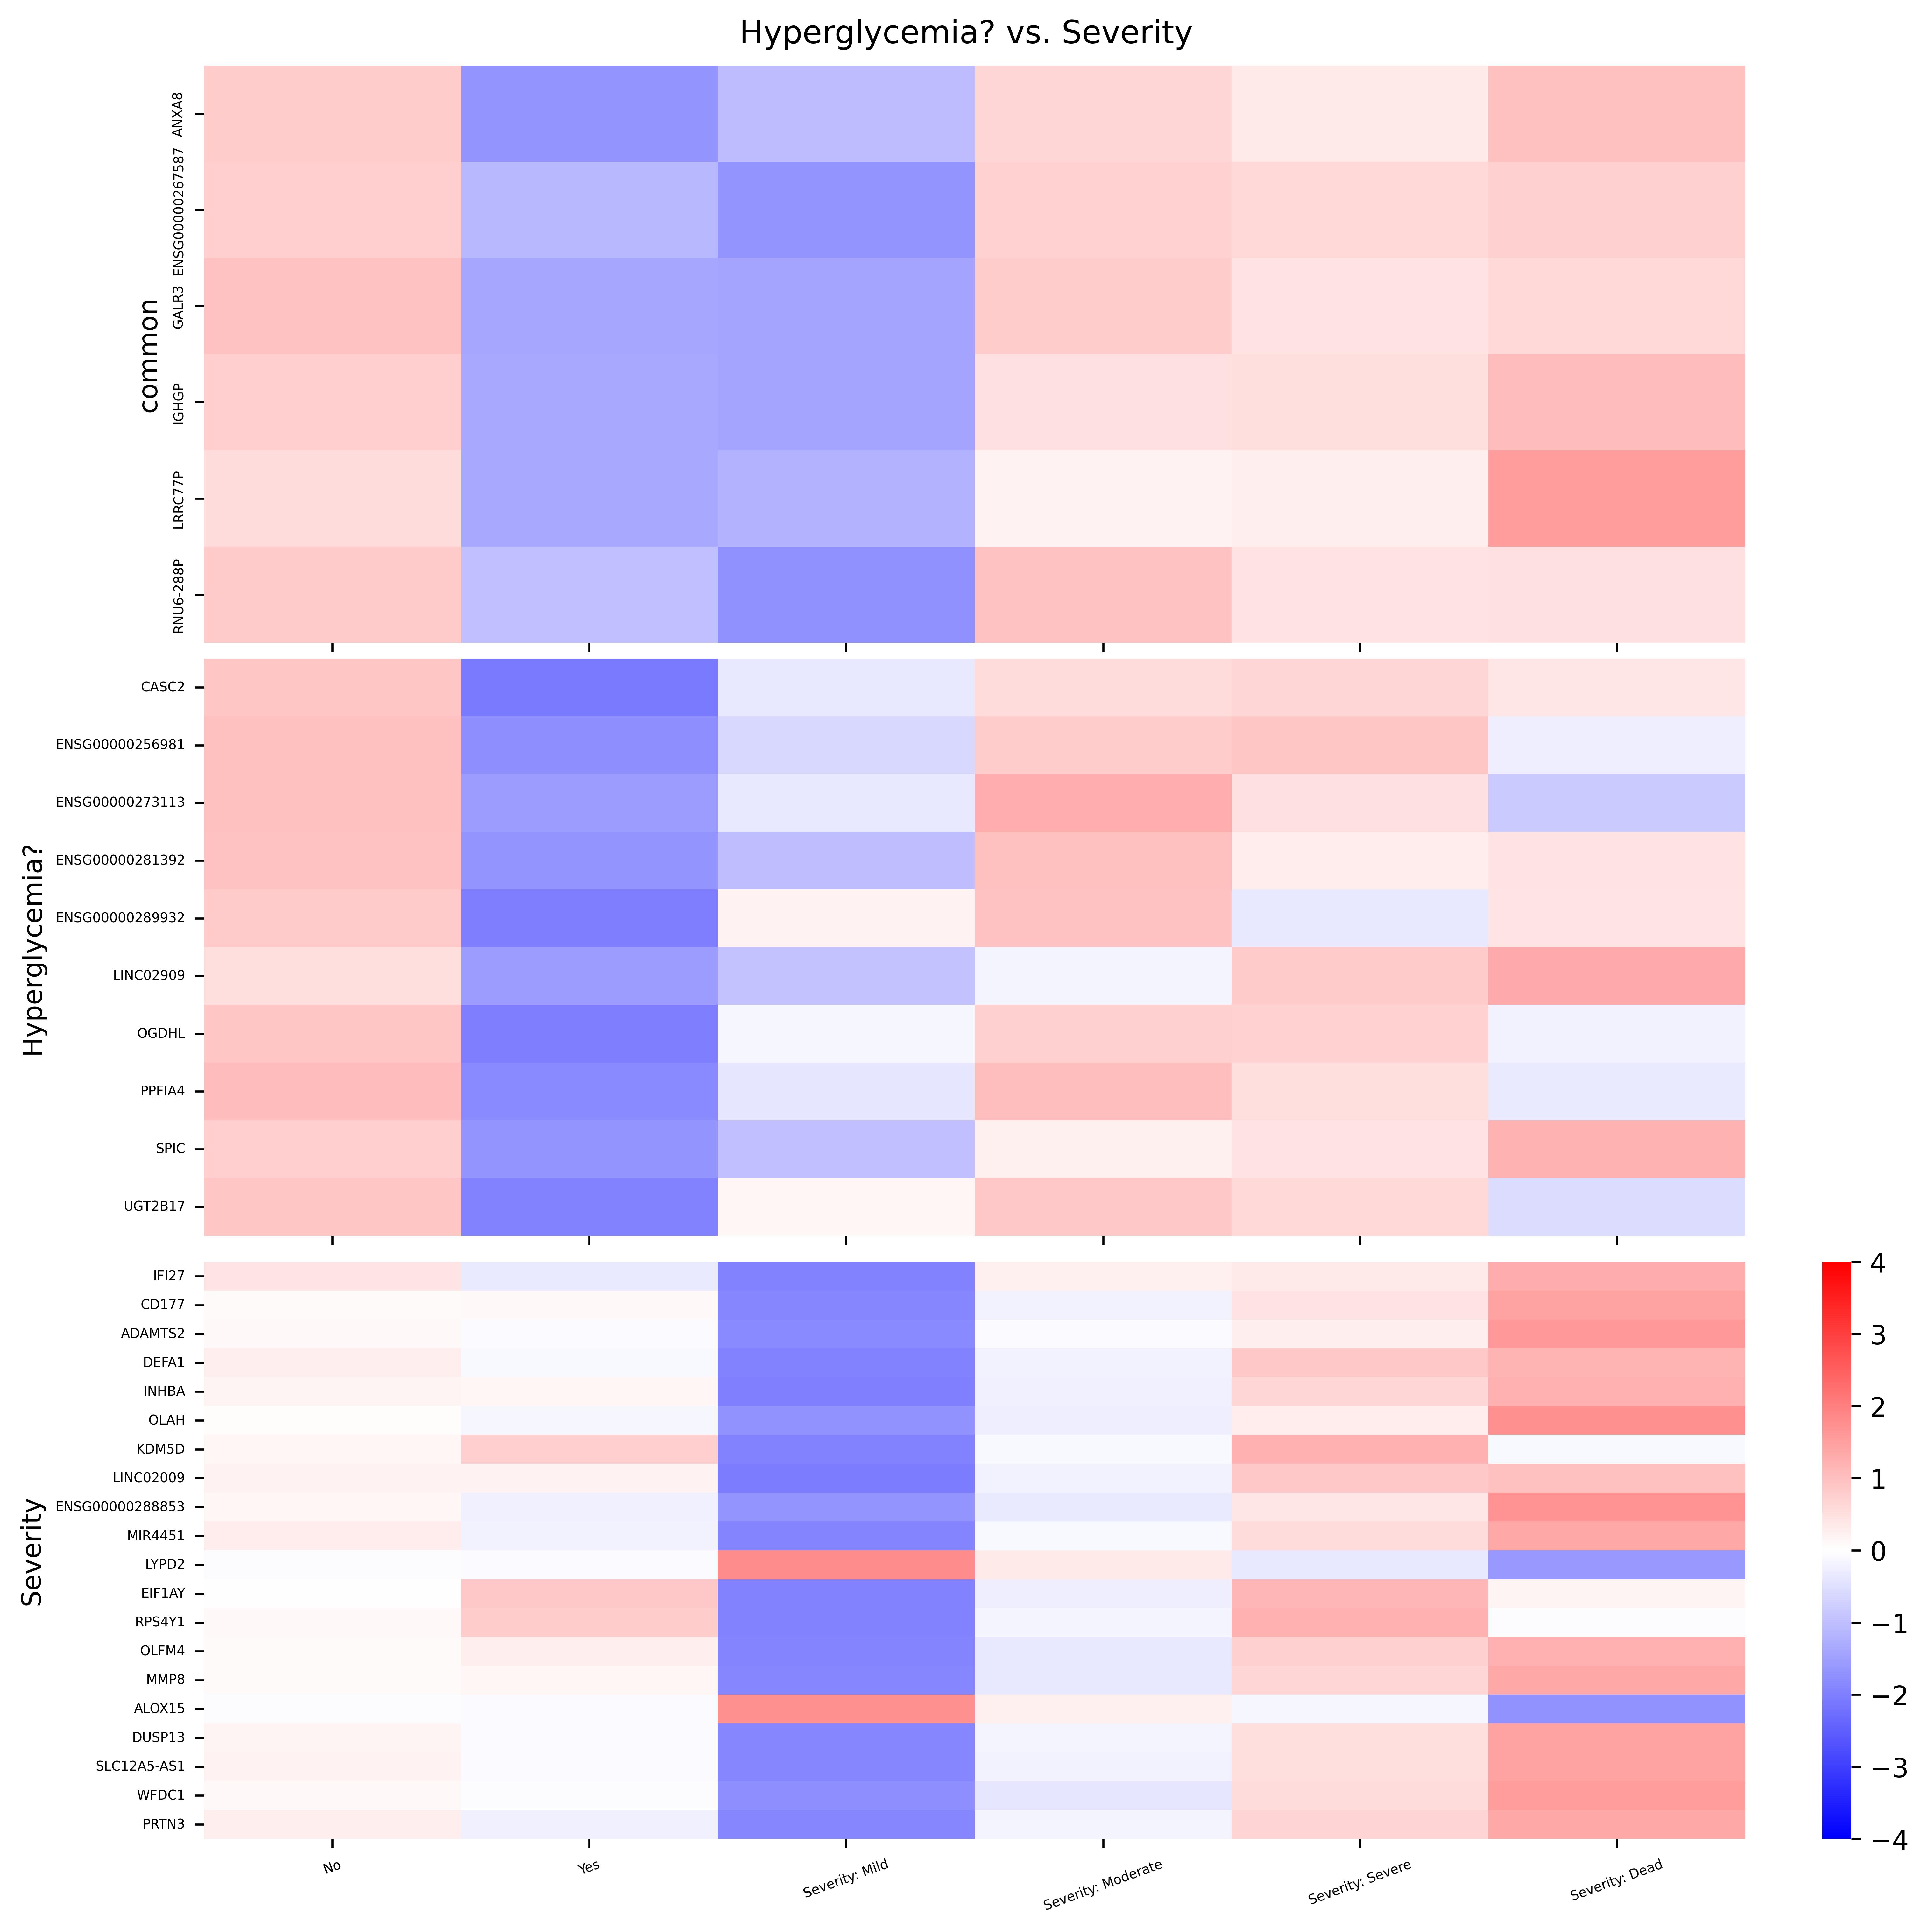 Hyperglycemia? vs. Severity
common
ANXA8
ENSG00000267587
GALR3
IGHGP
LRRC77P
RNU6-288P
Hyperglycemia?
CASC2
ENSG00000256981
ENSG00000273113
ENSG00000281392
ENSG00000289932
LINC02909
OGDHL
PPFIA4
SPIC
UGT2B17
Severity
IFI27
CD177
ADAMTS2
DEFA1
INHBA
OLAH
KDM5D
LINC02009
ENSG00000288853
MIR4451
LYPD2
EIF1AY
RPS4Y1
OLFM4
MMP8
ALOX15
DUSP13
SLC12A5-AS1
WFDC1
PRTN3
No
Yes
Severity: Mild
Severity: Moderate
Severity: Severe
Severity: Dead
4
3
2
1
0
−1
−2
−3
−4